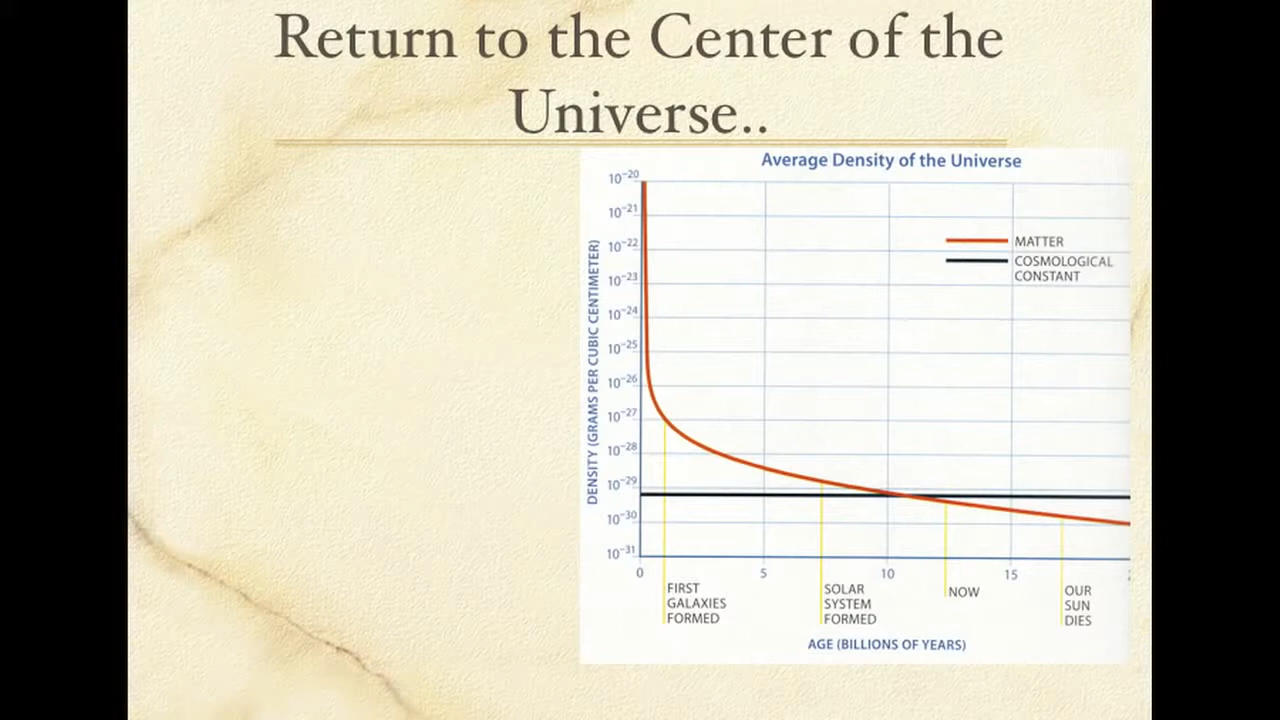 Return to the Center of the
Universe..
Average Density of the Universe
10⁻²⁰
10⁻²¹
10⁻²²
10⁻²³
10⁻²⁴
10⁻²⁵
10⁻²⁶
10⁻²⁷
10⁻²⁸
10⁻²⁹
10⁻³⁰
10⁻³¹
DENSITY (GRAMS PER CUBIC CENTIMETER)
MATTER
COSMOLOGICAL
CONSTANT
0 5 10 15
FIRST
GALAXIES
FORMED
SOLAR
SYSTEM
FORMED
NOW
OUR
SUN
DIES
AGE (BILLIONS OF YEARS)